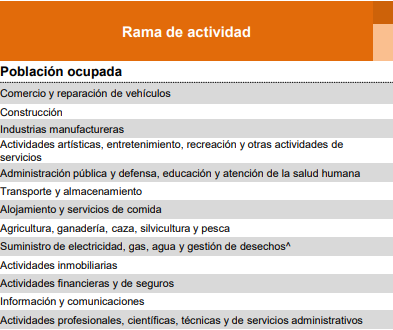 Rama de actividad
Población ocupada
Comercio y reparación de vehículos
Construcción
Industrias manufactureras
Actividades artísticas, entretenimiento, recreación y otras actividades de
servicios
Administración pública y defensa, educación y atención de la salud humana
Transporte y almacenamiento
Alojamiento y servicios de comida
Agricultura, ganadería, caza, silvicultura y pesca
Suministro de electricidad, gas, agua y gestión de desechos^
Actividades inmobiliarias
Actividades financieras y de seguros
Información y comunicaciones
Actividades profesionales, científicas, técnicas y de servicios administrativos